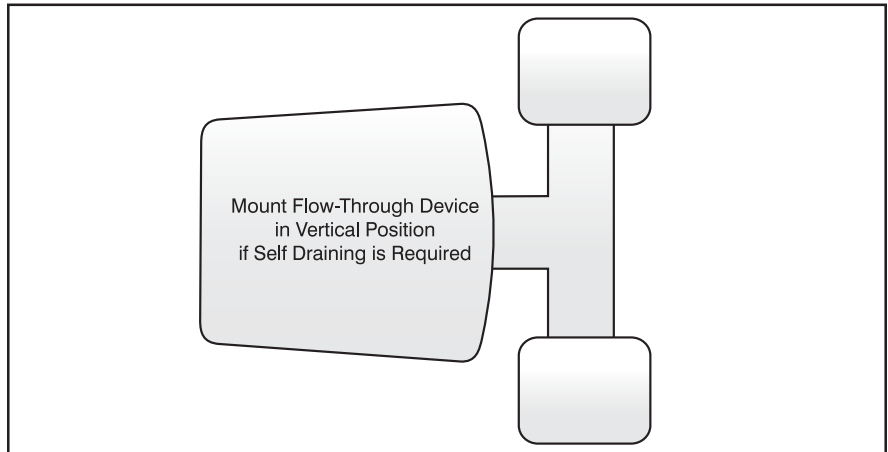 Mount Flow-Through Device
in Vertical Position
if Self Draining is Required